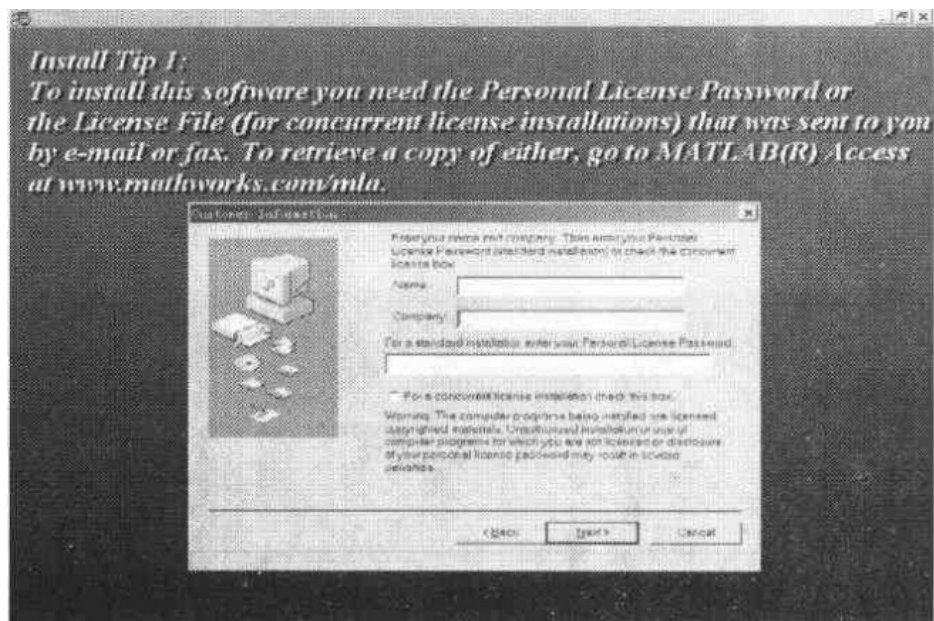 Install Tip 1:
To install this software you need the Personal License Password or
the License File (for concurrent license installations) that was sent to you
by e-mail or fax. To retrieve a copy of either, go to MATLAB(R) Access
at www.mathworks.com/mla.
Customer Information
Enter your name and company. Then enter your Personal
License Password (standard installation) or check the concurrent
license box.
Name
Company
For a standard installation enter your Personal License Password.
For a concurrent license installation check this box.
Warning: The computer programs being installed are licensed
copyrighted materials. Unauthorized installation or use of
computer programs for which you are not licensed or disclosure
of your personal license password may result in severe
penalties.
< Back
Next >
Cancel